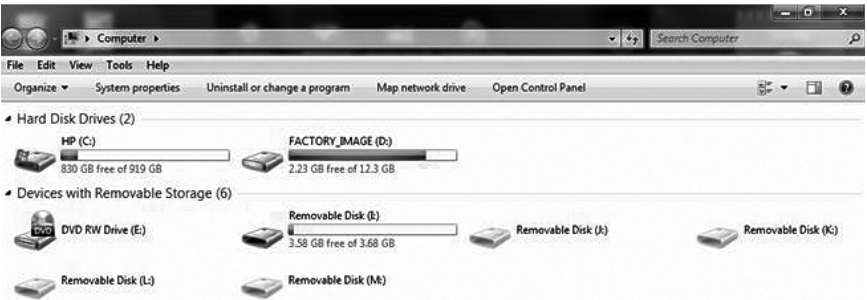 Computer
Search Computer
File Edit View Tools Help
Organize System properties Uninstall or change a program Map network drive Open Control Panel
Hard Disk Drives (2)
HP (C:)
830 GB free of 919 GB
FACTORY_IMAGE (D:)
2.23 GB free of 12.3 GB
Devices with Removable Storage (6)
DVD RW Drive (E:)
DVD
Removable Disk (I:)
3.58 GB free of 3.68 GB
Removable Disk (J:)
Removable Disk (K:)
Removable Disk (L:)
Removable Disk (M:)